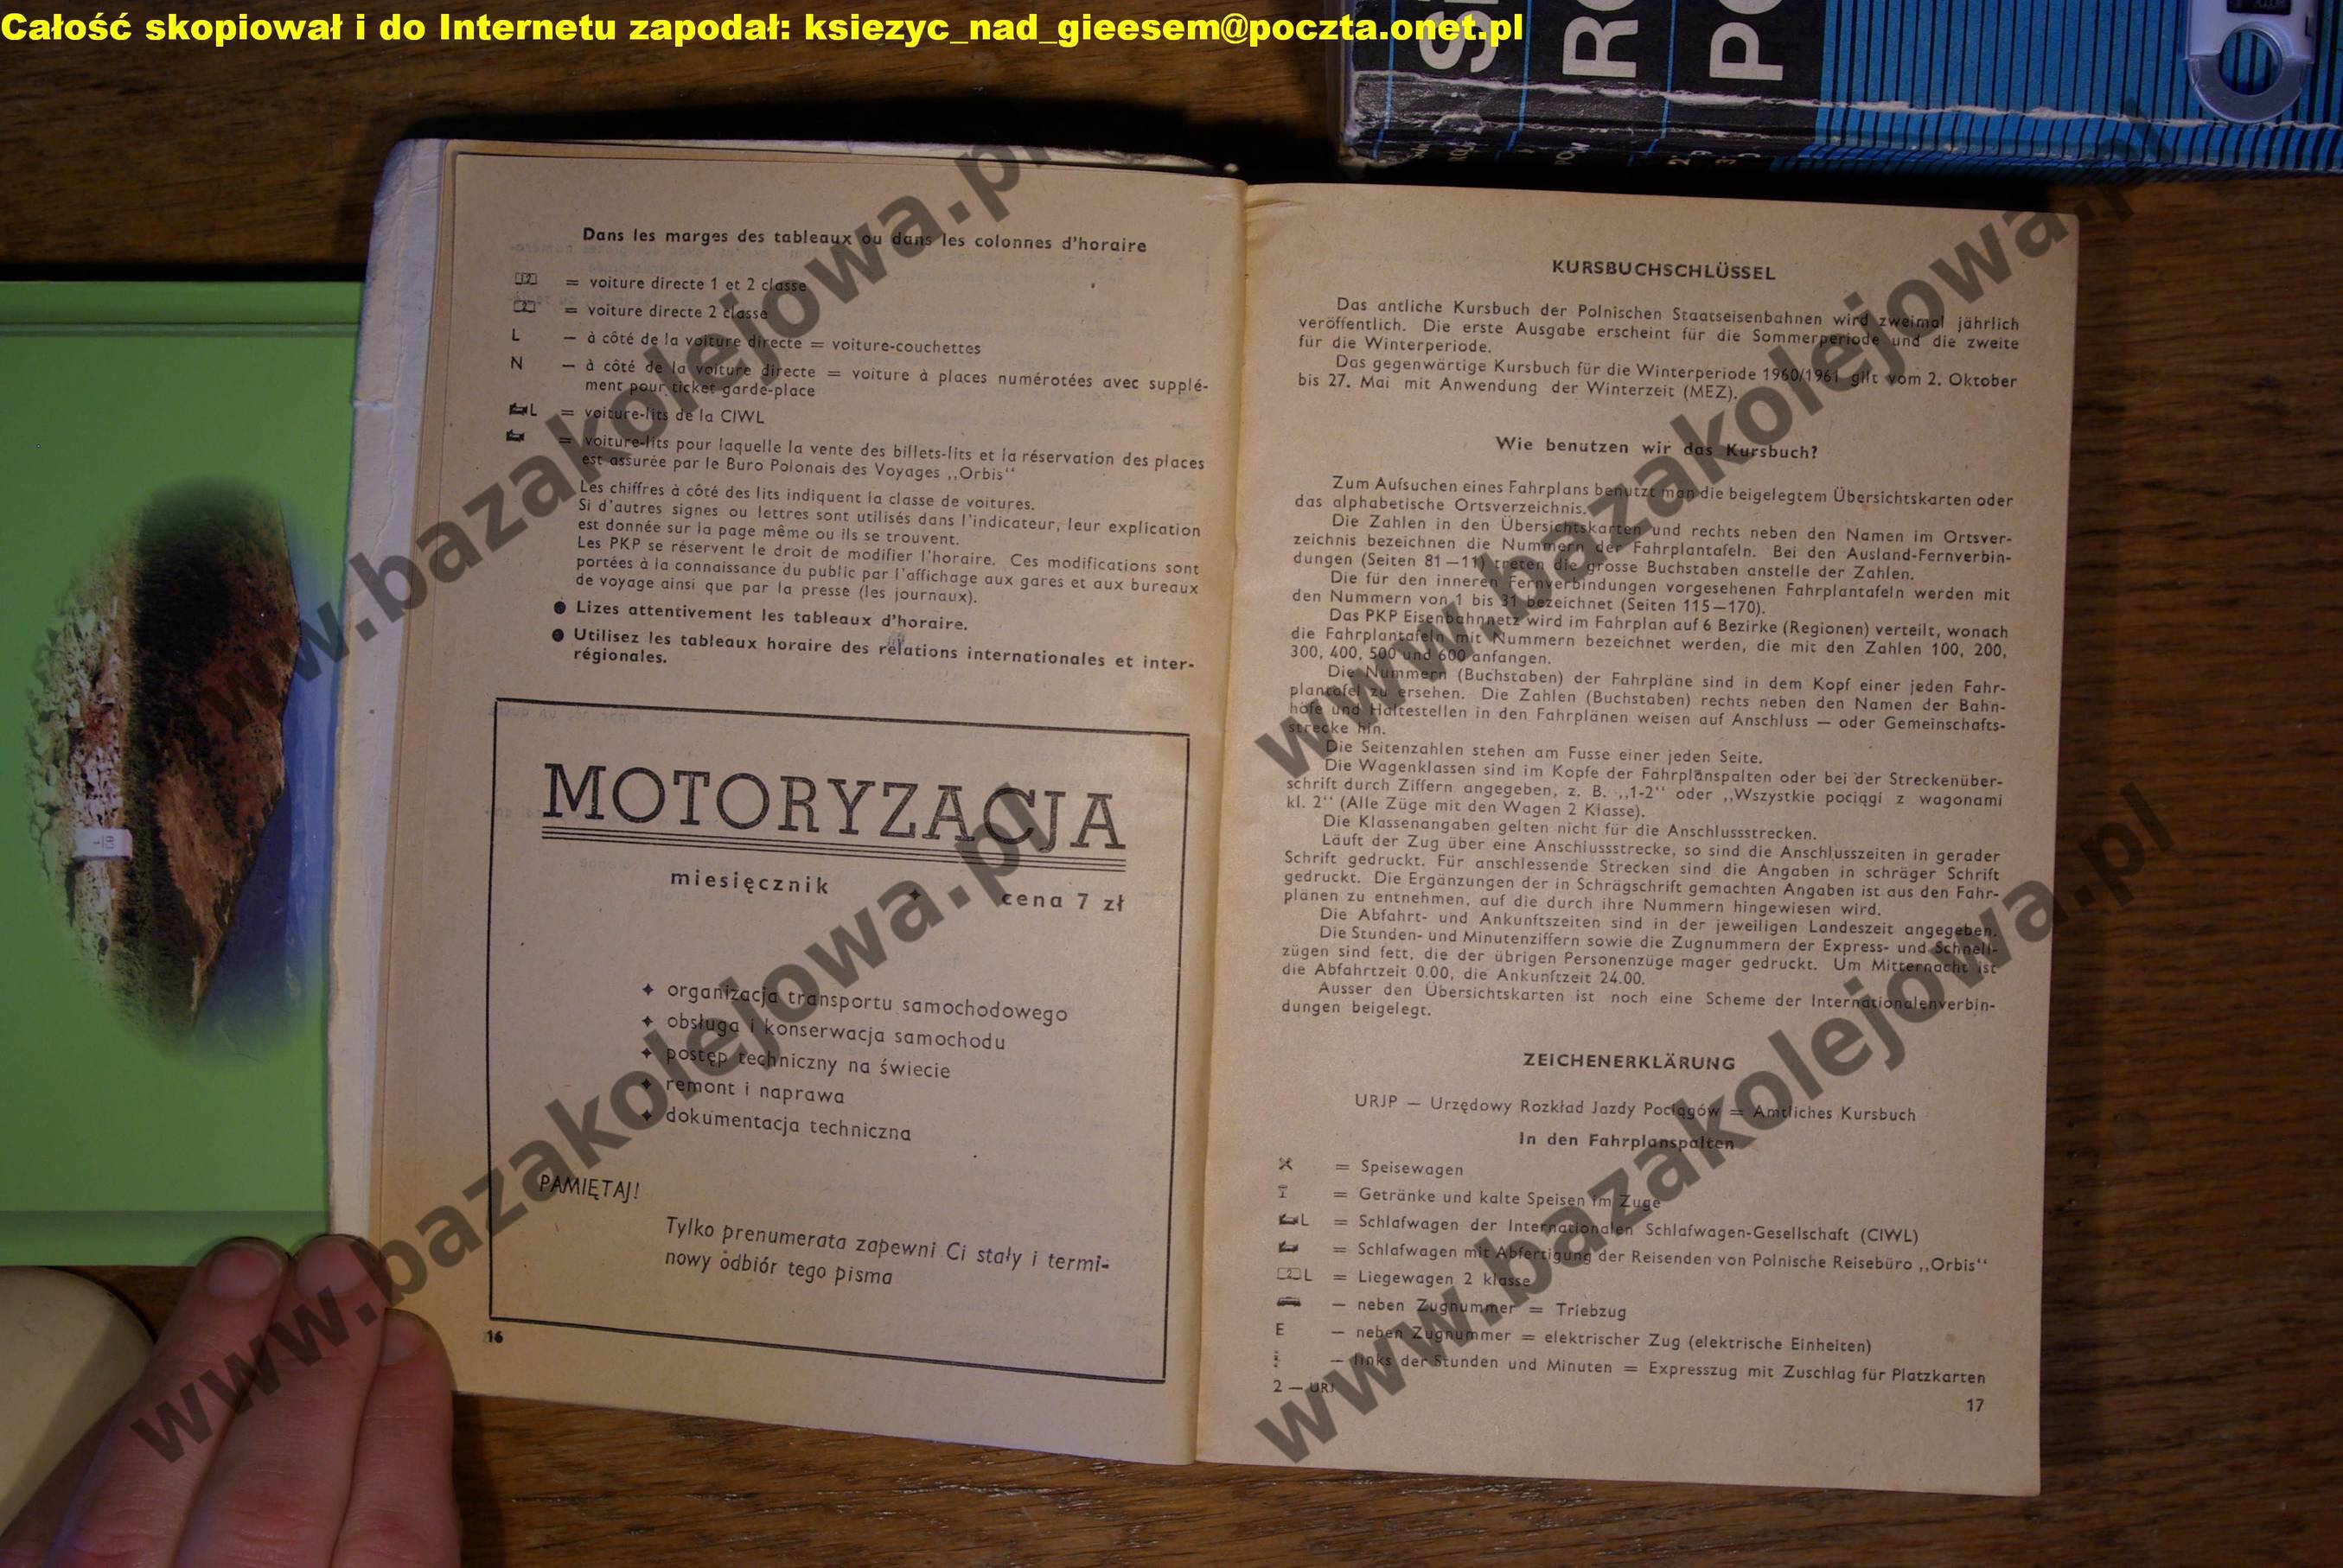 Całość skopiował i do Internetu zapodał: ksiezyc_nad_gieesem@poczta.onet.pl
Dans les marges des tableaux ou dans les colonnes d'horaire
= voiture directe 1 et 2 classe
2 = voiture directe 2 classe
L — à côté de la voiture directe = voiture-couchettes
N — à côté de la voiture directe = voiture à places numérotées avec supplé-
ment pour ticket garde-place
L = voiture-lits de la CIWL
= voiture-lits pour laquelle la vente des billets-lits et la réservation des places
est assurée par le Buro Polonais des Voyages ,,Orbis"
Les chiffres à côté des lits indiquent la classe de voitures.
Si d'autres signes ou lettres sont utilisés dans l'indicateur, leur explication
est donnée sur la page même ou ils se trouvent.
Les PKP se réservent le droit de modifier l'horaire. Ces modifications sont
portées à la connaissance du public par l'affichage aux gares et aux bureaux
de voyage ainsi que par la presse (les journaux).
● Lizes attentivement les tableaux d'horaire.
● Utilisez les tableaux horaire des relations internationales et inter-
régionales.
MOTORYZACJA
miesięcznik ✦ cena 7 zł
✦ organizacja transportu samochodowego
✦ obsługa i konserwacja samochodu
✦ postęp techniczny na świecie
✦ remont i naprawa
✦ dokumentacja techniczna
PAMIĘTAJ!
Tylko prenumerata zapewni Ci stały i termi-
nowy odbiór tego pisma
16
KURSBUCHSCHLÜSSEL
Das antliche Kursbuch der Polnischen Staatseisenbahnen wird zweimal jährlich
veröffentlich. Die erste Ausgabe erscheint für die Sommerperiode und die zweite
für die Winterperiode.
Das gegenwärtige Kursbuch für die Winterperiode 1960/1961 gilt vom 2. Oktober
bis 27. Mai mit Anwendung der Winterzeit (MEZ).
Wie benutzen wir das Kursbuch?
Zum Aufsuchen eines Fahrplans benutzt man die beigelegtem Übersichtskarten oder
das alphabetische Ortsverzeichnis.
Die Zahlen in den Übersichtskarten und rechts neben den Namen im Ortsver-
zeichnis bezeichnen die Nummern der Fahrplantafeln. Bei den Ausland-Fernverbin-
dungen (Seiten 81—11) treten die grosse Buchstaben anstelle der Zahlen.
Die für den inneren Fernverbindungen vorgesehenen Fahrplantafeln werden mit
den Nummern von 1 bis 31 bezeichnet (Seiten 115—170).
Das PKP Eisenbahnnetz wird im Fahrplan auf 6 Bezirke (Regionen) verteilt, wonach
die Fahrplantafeln mit Nummern bezeichnet werden, die mit den Zahlen 100, 200,
300, 400, 500 und 600 anfangen.
Die Nummern (Buchstaben) der Fahrpläne sind in dem Kopf einer jeden Fahr-
plantafel zu ersehen. Die Zahlen (Buchstaben) rechts neben den Namen der Bahn-
höfe und Haltestellen in den Fahrplänen weisen auf Anschluss — oder Gemeinschafts-
strecke hin.
Die Seitenzahlen stehen am Fusse einer jeden Seite.
Die Wagenklassen sind im Kopfe der Fahrplanspalten oder bei der Streckenüber-
schrift durch Ziffern angegeben, z. B. ,,1-2" oder ,,Wszystkie pociągi z wagonami
kl. 2" (Alle Züge mit den Wagen 2 Klasse).
Die Klassenangaben gelten nicht für die Anschlussstrecken.
Läuft der Zug über eine Anschlussstrecke, so sind die Anschlusszeiten in gerader
Schrift gedruckt. Für anschlessende Strecken sind die Angaben in schräger Schrift
gedruckt. Die Ergänzungen der in Schrägschrift gemachten Angaben ist aus den Fahr-
plänen zu entnehmen, auf die durch ihre Nummern hingewiesen wird.
Die Abfahrt- und Ankunftszeiten sind in der jeweiligen Landeszeit angegeben.
Die Stunden- und Minutenziffern sowie die Zugnummern der Express- und Schnell-
zügen sind fett, die der übrigen Personenzüge mager gedruckt. Um Mitternacht ist
die Abfahrtzeit 0.00, die Ankunftzeit 24.00.
Ausser den Übersichtskarten ist noch eine Scheme der Internationalenverbin-
dungen beigelegt.
ZEICHENERKLÄRUNG
URJP — Urzędowy Rozkład Jazdy Pociągów = Amtliches Kursbuch
In den Fahrplanspalten
= Speisewagen
= Getränke und kalte Speisen im Zuge
L = Schlafwagen der Internationalen Schlafwagen-Gesellschaft (CIWL)
= Schlafwagen mit Abfertigung der Reisenden von Polnische Reisebüro ,,Orbis"
2 L = Liegewagen 2 klasse
— neben Zugnummer = Triebzug
E — neben Zugnummer = elektrischer Zug (elektrische Einheiten)
— links der Stunden und Minuten = Expresszug mit Zuschlag für Platzkarten
2 — URJ
17
www.bazakolejowa.pl
www.bazakolejowa.pl
www.bazakolejowa.pl
www.bazakolejowa.pl